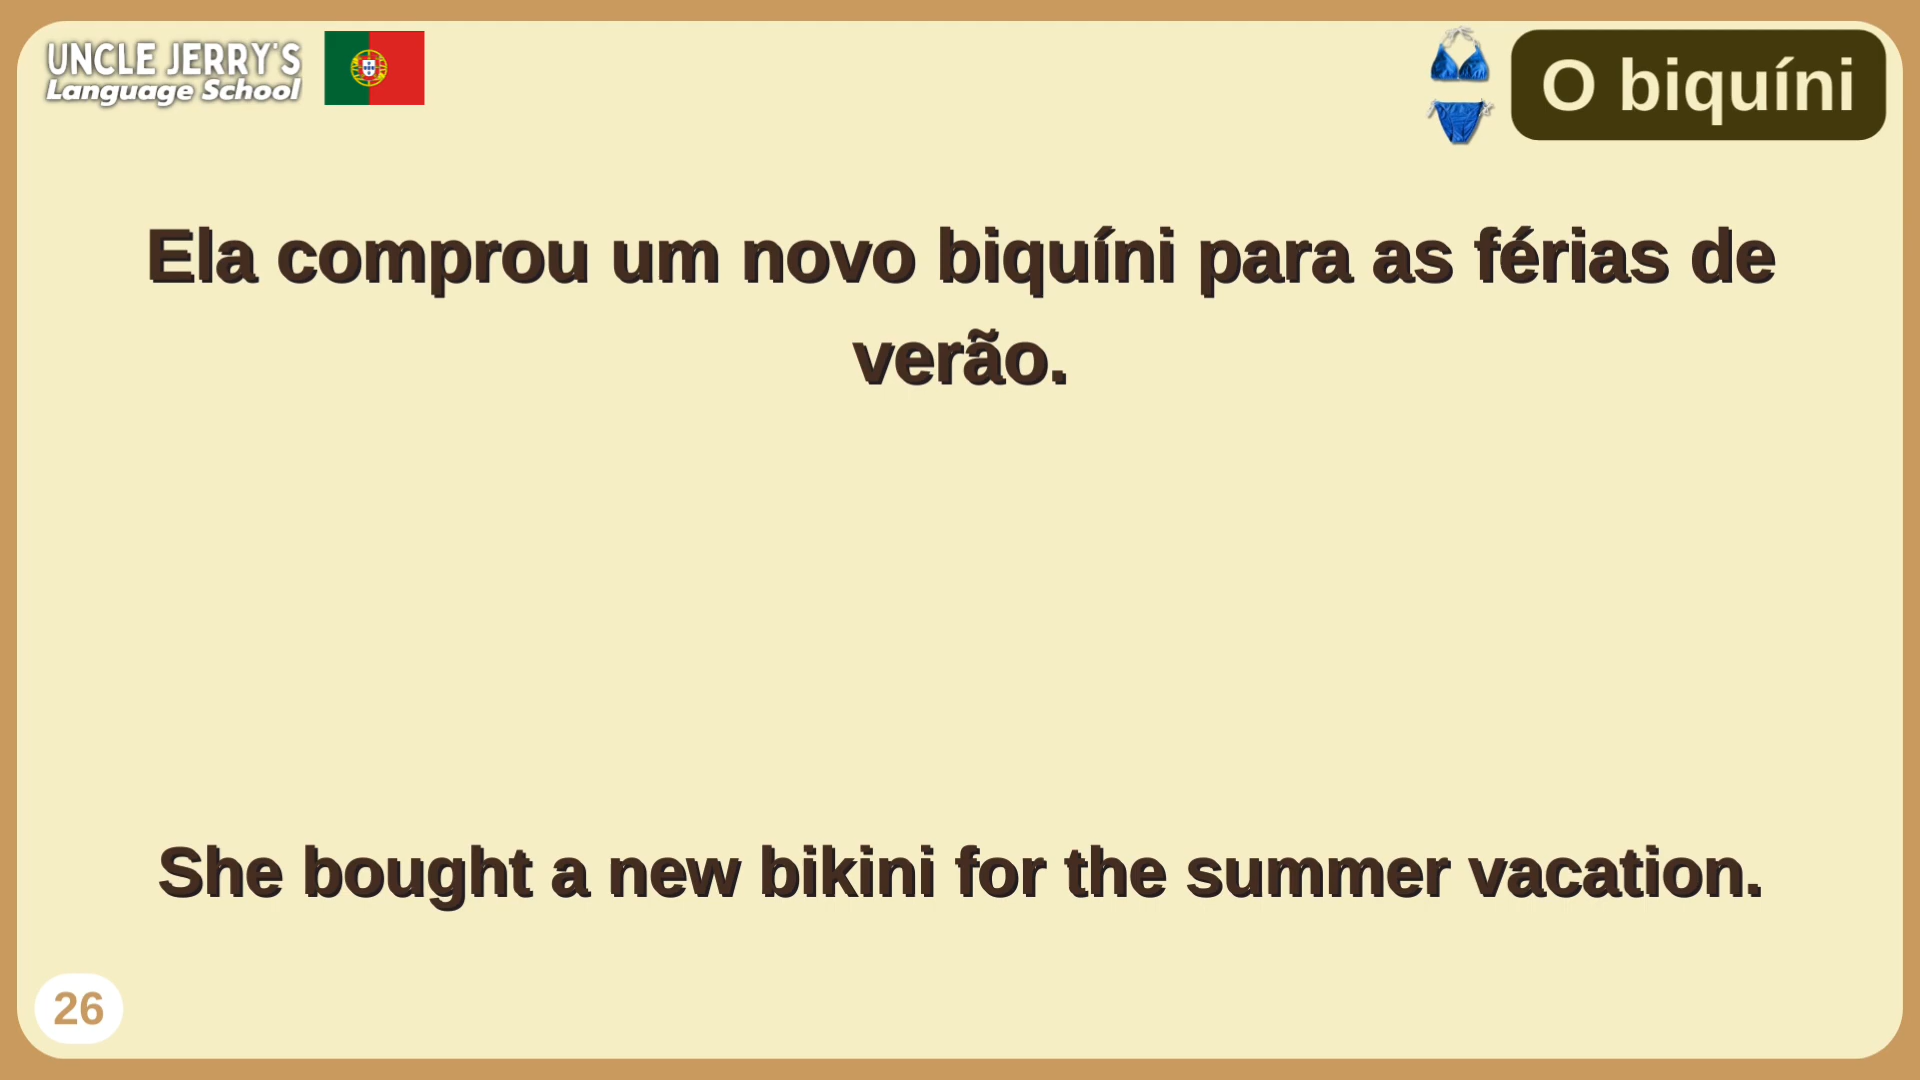 UNCLE JERRY'S
Language School
O biquíni
Ela comprou um novo biquíni para as férias de
verão.
She bought a new bikini for the summer vacation.
26